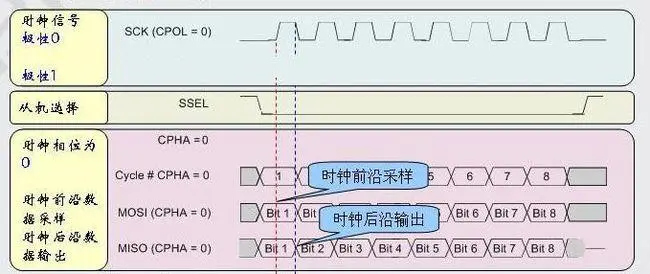 时钟信号
极性0
SCK (CPOL = 0)
极性1
从机选择
SSEL
CPHA = 0
时钟相位为
0
Cycle # CPHA = 0
1
时钟前沿采样
5
6
7
8
时钟前沿数
据采样
MOSI (CPHA = 0)
Bit 1
时钟后沿输出
Bit 6
Bit 7
Bit 8
时钟后沿数
据输出
MISO (CPHA = 0)
Bit 1
Bit 2
Bit 3
Bit 4
Bit 5
Bit 6
Bit 7
Bit 8